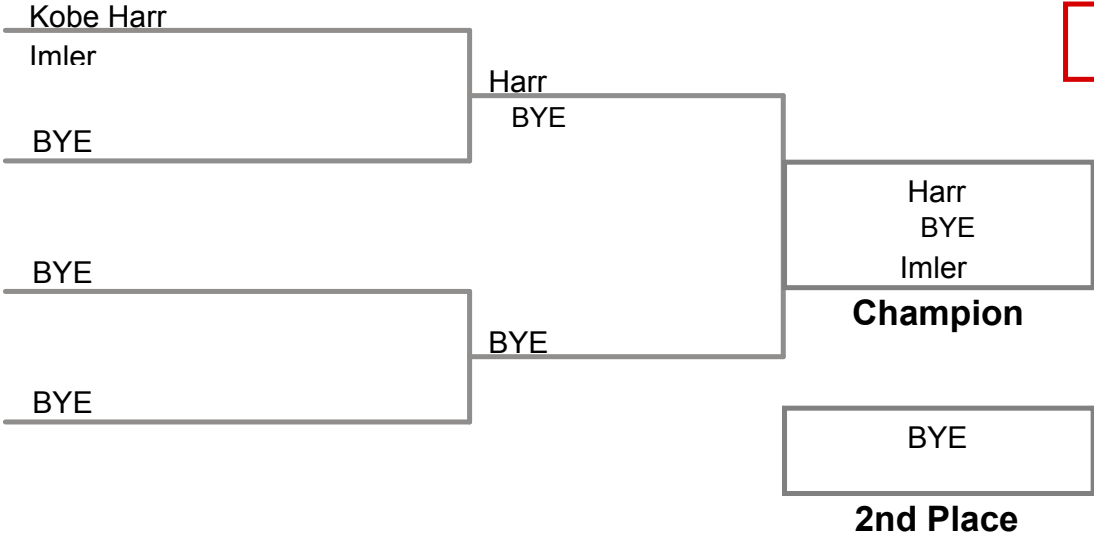 Kobe Harr
Imler
Harr
BYE
BYE
Harr
BYE
Imler
BYE
Champion
BYE
BYE
BYE
2nd Place